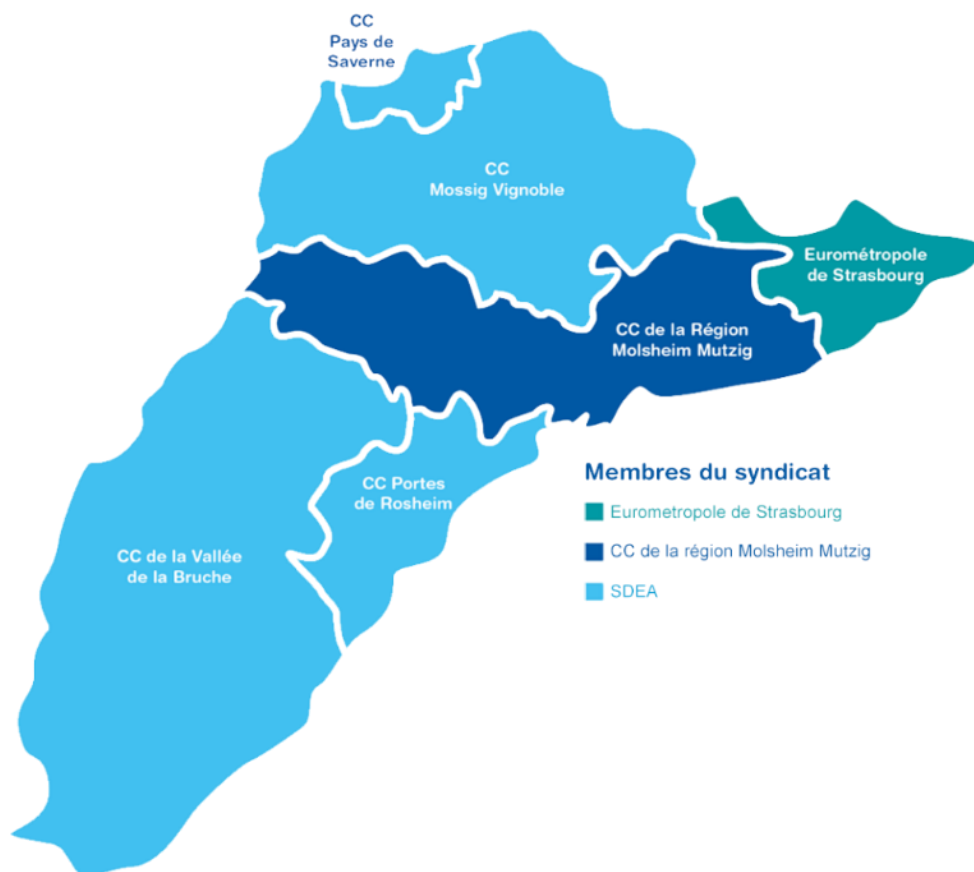 CC
Pays de
Saverne
CC
Mossig Vignoble
Eurométropole
de Strasbourg
CC de la Région
Molsheim Mutzig
CC Portes
de Rosheim
CC de la Vallée
de la Bruche
Membres du syndicat
Eurometropole de Strasbourg
CC de la région Molsheim Mutzig
SDEA